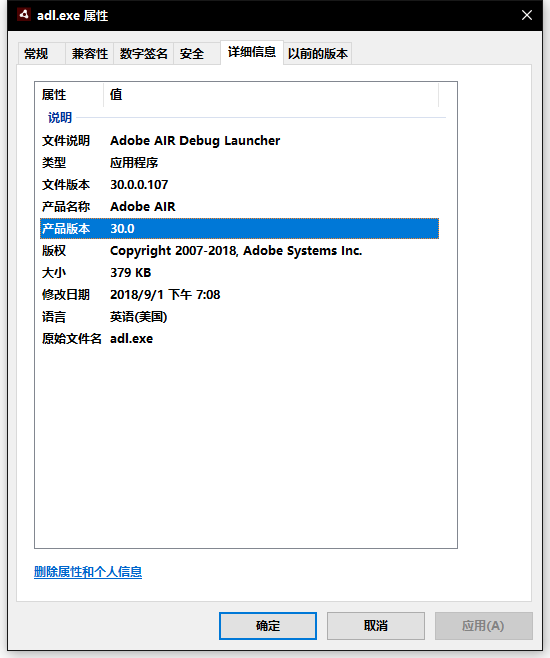 adl.exe 属性
常规 兼容性 数字签名 安全 详细信息 以前的版本
属性 值
说明
文件说明 Adobe AIR Debug Launcher
类型 应用程序
文件版本 30.0.0.107
产品名称 Adobe AIR
产品版本 30.0
版权 Copyright 2007-2018, Adobe Systems Inc.
大小 379 KB
修改日期 2018/9/1 下午 7:08
语言 英语(美国)
原始文件名 adl.exe
删除属性和个人信息
确定 取消 应用(A)